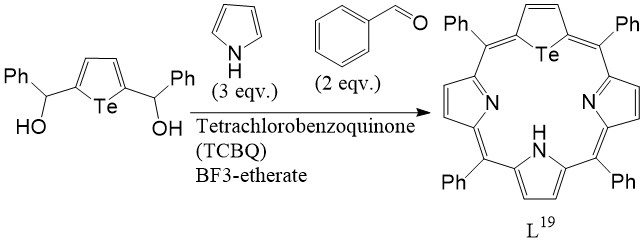 Ph
Te
Ph
HO
OH
N
H
(3 eqv.)
O
(2 eqv.)
Tetrachlorobenzoquinone
(TCBQ)
BF3-etherate
Ph
Ph
Te
N
N
H
N
Ph
Ph
L19